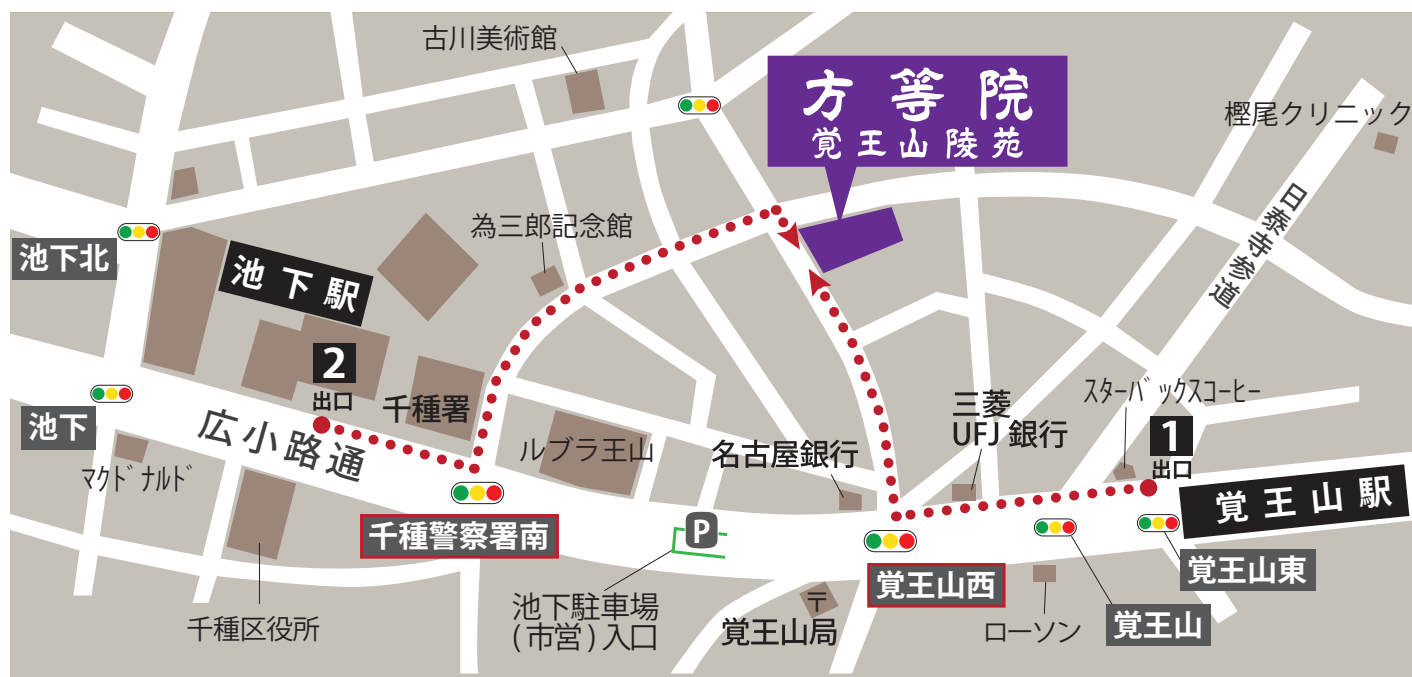 古川美術館
方等院
覚王山陵苑
樫尾クリニック
日泰寺参道
為三郎記念館
池下北
池下駅
2
出口
千種署
池下
広小路通
マクドナルド
ルブラ王山
名古屋銀行
三菱
UFJ銀行
スターバックスコーヒー
1
出口
覚王山駅
千種警察署南
P
覚王山西
覚王山東
覚王山
千種区役所
池下駐車場
(市営)入口
〒
覚王山局
ローソン